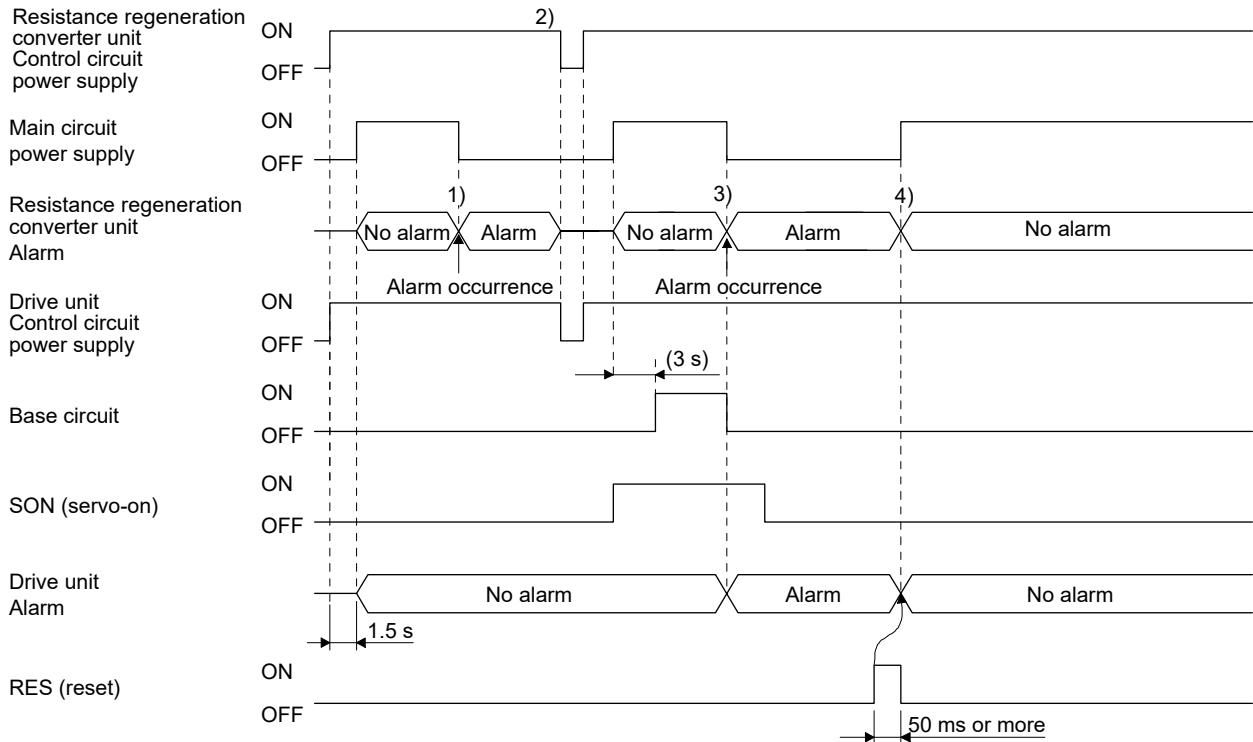 Resistance regeneration
converter unit
Control circuit
power supply
ON
OFF
2)
Main circuit
power supply
ON
OFF
Resistance regeneration
converter unit
Alarm
1)
3)
4)
No alarm
Alarm
No alarm
Alarm
No alarm
Alarm occurrence
Alarm occurrence
Drive unit
Control circuit
power supply
ON
OFF
(3 s)
Base circuit
ON
OFF
SON (servo-on)
ON
OFF
Drive unit
Alarm
No alarm
Alarm
No alarm
1.5 s
RES (reset)
ON
OFF
50 ms or more